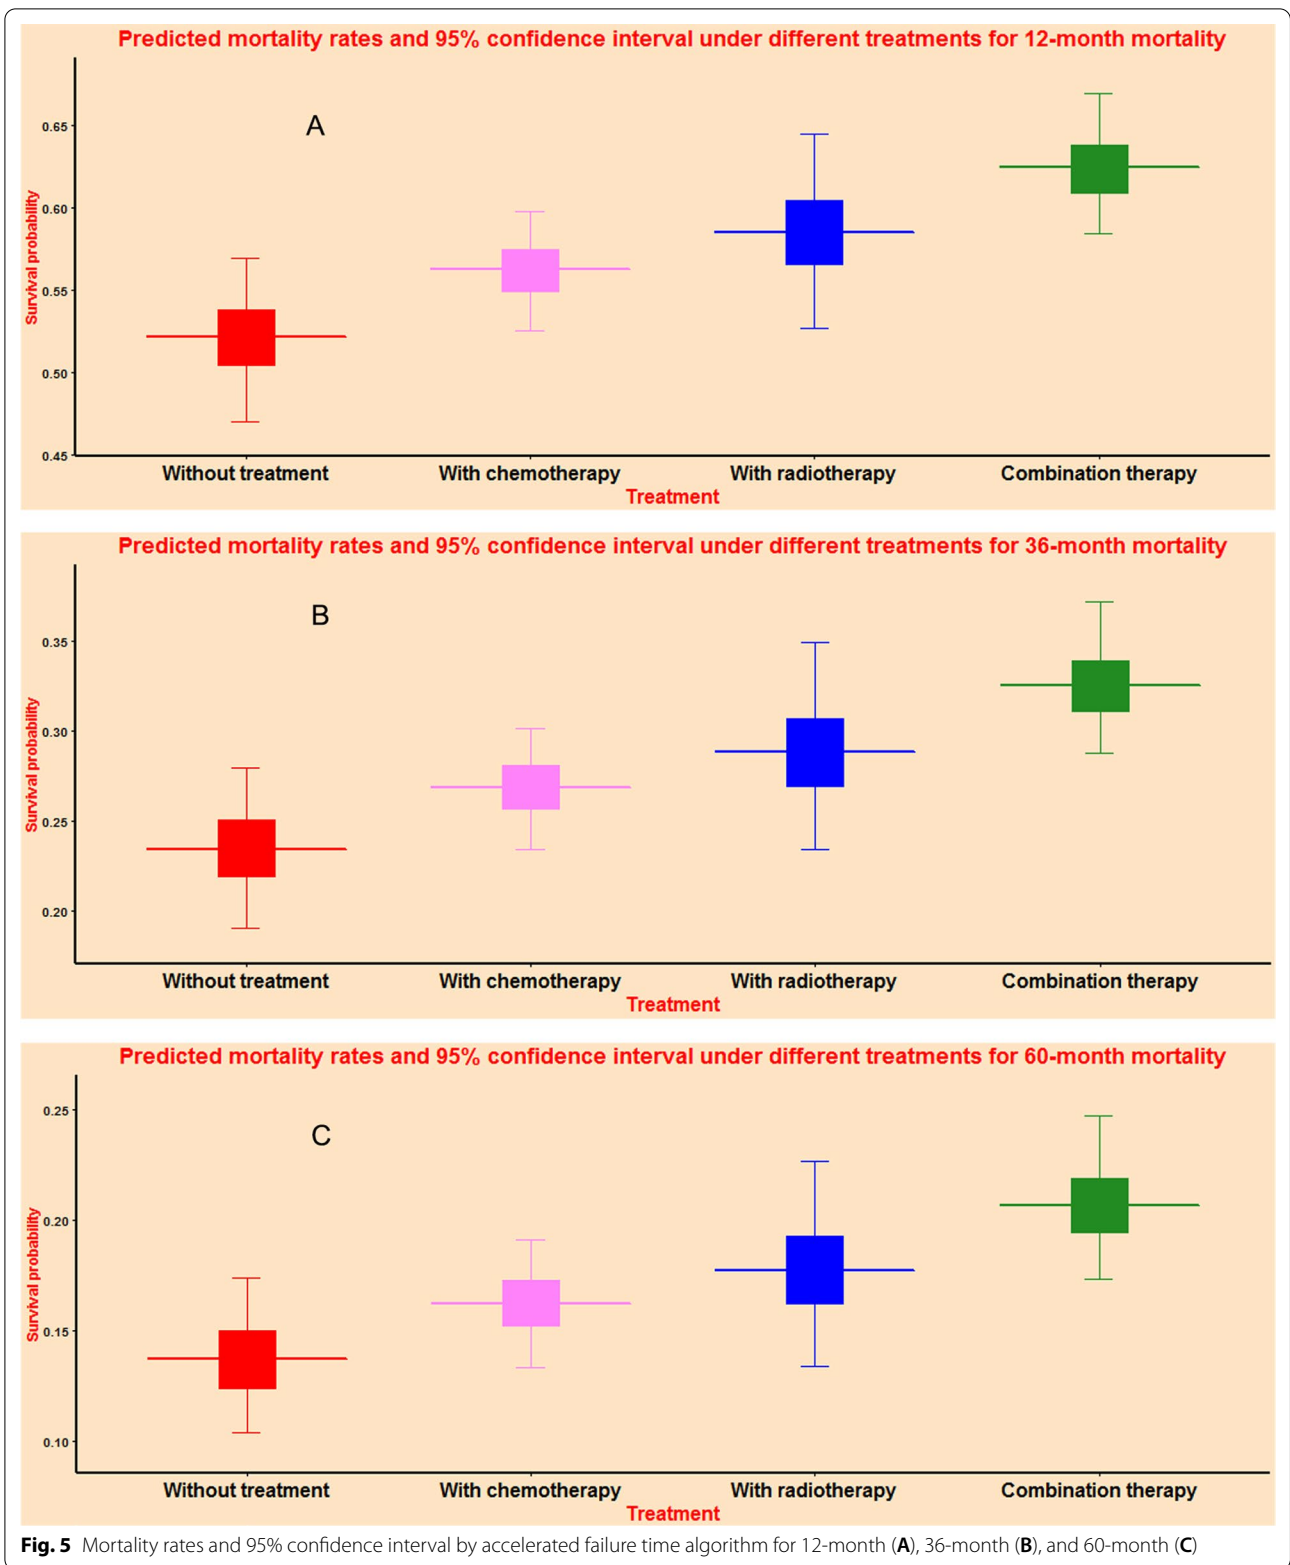 Predicted mortality rates and 95% confidence interval under different treatments for 12-month mortality
A
Survival probability
0.65
0.60
0.55
0.50
0.45
Without treatment With chemotherapy With radiotherapy Combination therapy
Treatment
Predicted mortality rates and 95% confidence interval under different treatments for 36-month mortality
B
Survival probability
0.35
0.30
0.25
0.20
Without treatment With chemotherapy With radiotherapy Combination therapy
Treatment
Predicted mortality rates and 95% confidence interval under different treatments for 60-month mortality
C
Survival probability
0.25
0.20
0.15
0.10
Without treatment With chemotherapy With radiotherapy Combination therapy
Treatment
Fig. 5 Mortality rates and 95% confidence interval by accelerated failure time algorithm for 12-month (A), 36-month (B), and 60-month (C)